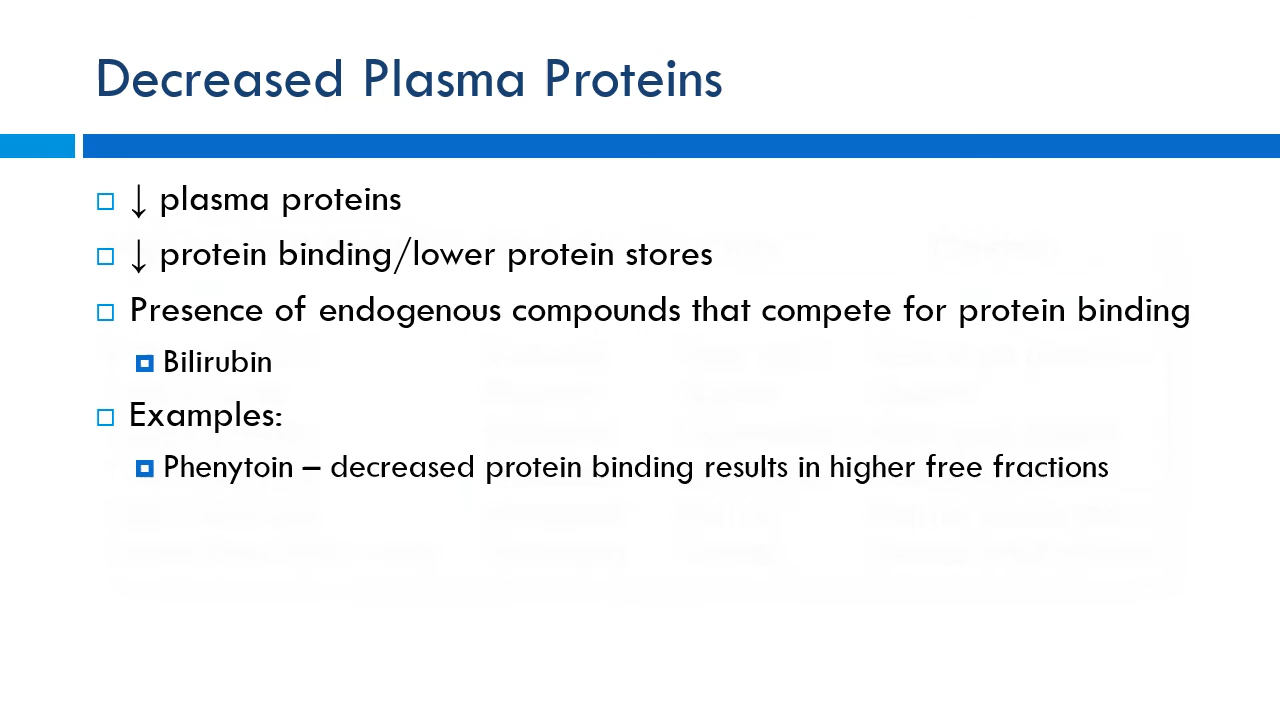 Decreased Plasma Proteins
↓ plasma proteins
↓ protein binding/lower protein stores
Presence of endogenous compounds that compete for protein binding
Bilirubin
Examples:
Phenytoin – decreased protein binding results in higher free fractions